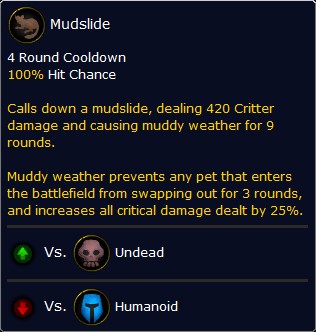 Mudslide
4 Round Cooldown
100% Hit Chance
Calls down a mudslide, dealing 420 Critter
damage and causing muddy weather for 9
rounds.
Muddy weather prevents any pet that enters
the battlefield from swapping out for 3 rounds,
and increases all critical damage dealt by 25%.
Vs. Undead
Vs. Humanoid